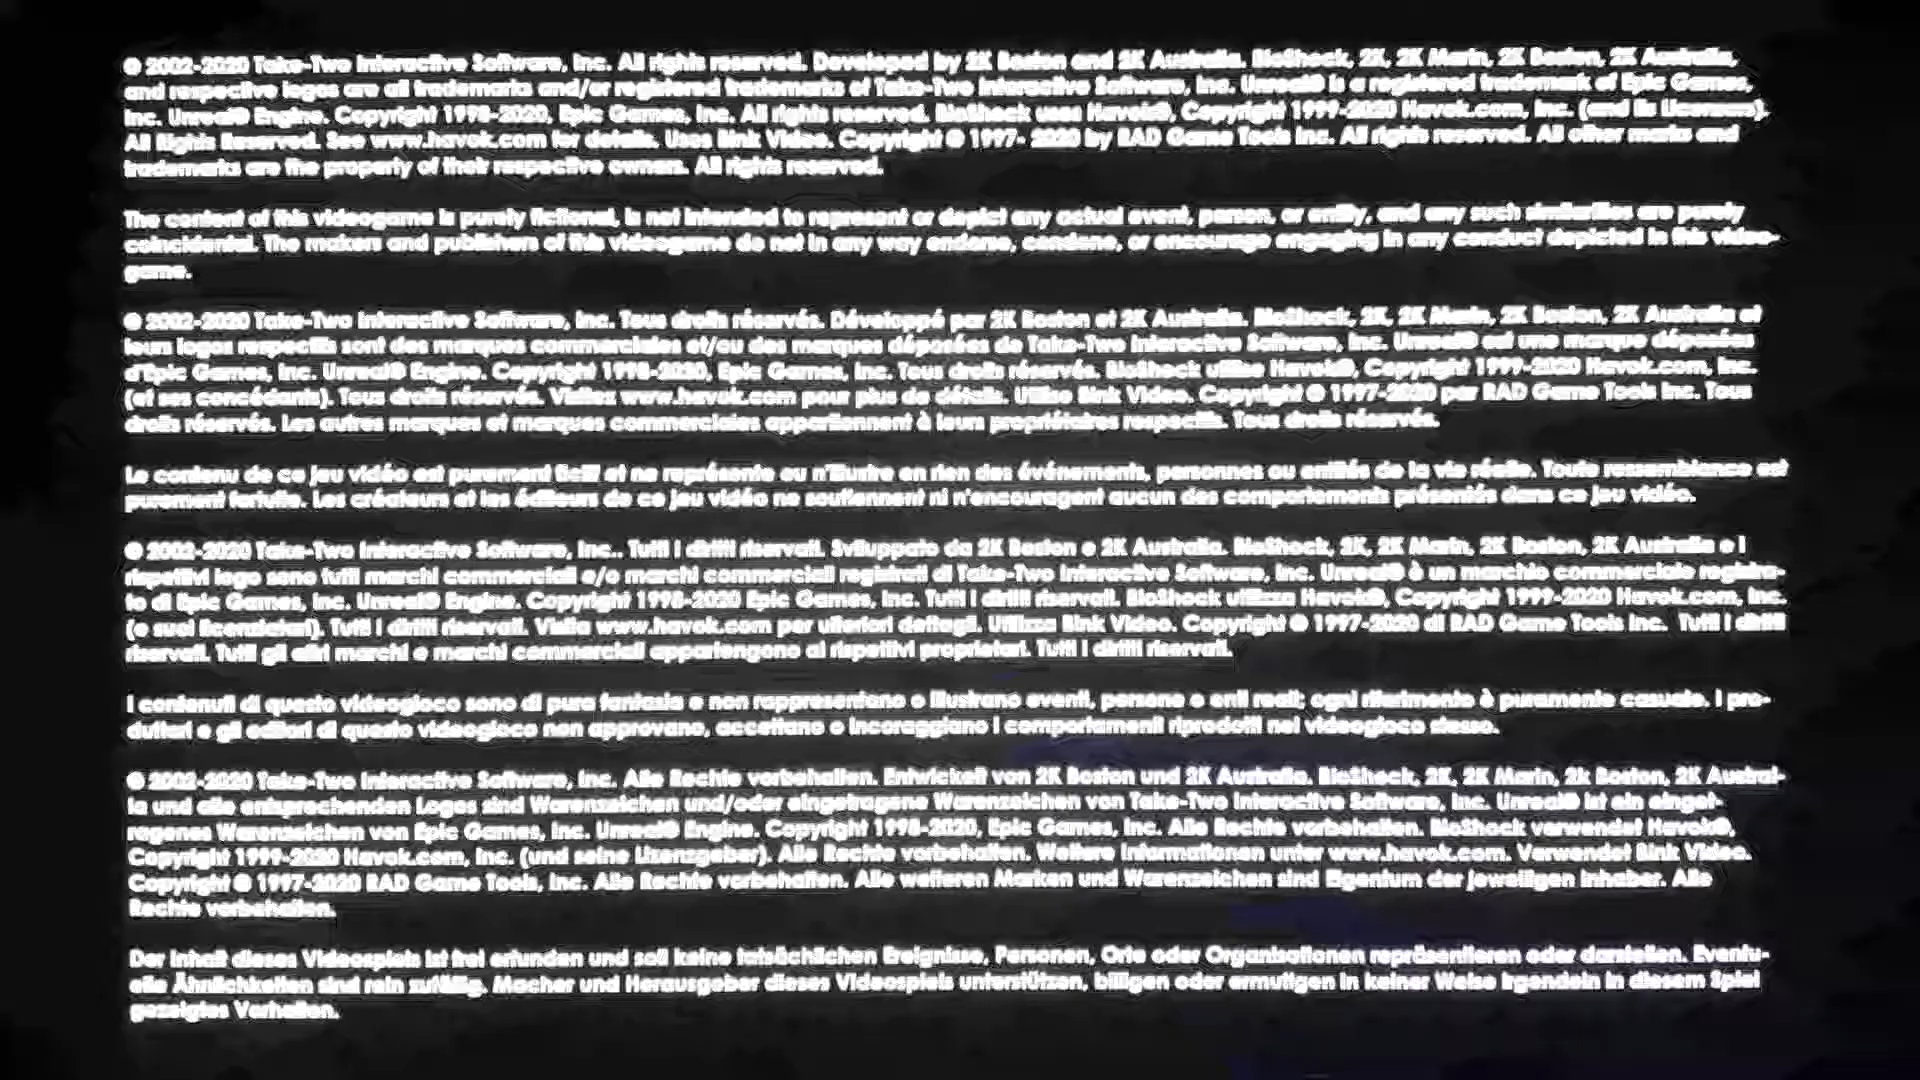 © 2002-2020 Take-Two Interactive Software, Inc. All rights reserved. Developed by 2K Boston and 2K Australia. BioShock, 2K, 2K Marin, 2K Boston, 2K Australia,
and respective logos are all trademarks and/or registered trademarks of Take-Two Interactive Software, Inc. Unreal® is a registered trademark of Epic Games,
Inc. Unreal® Engine. Copyright 1998-2020, Epic Games, Inc. All rights reserved. BioShock uses Havok®, Copyright 1999-2020 Havok.com, Inc. (and its Licensors).
All Rights Reserved. See www.havok.com for details. Uses Bink Video. Copyright © 1997- 2020 by RAD Game Tools Inc. All rights reserved. All other marks and
trademarks are the property of their respective owners. All rights reserved.
The content of this videogame is purely fictional, is not intended to represent or depict any actual event, person, or entity, and any such similarities are purely
coincidental. The makers and publishers of this videogame do not in any way endorse, condone, or encourage engaging in any conduct depicted in this video-
game.
© 2002-2020 Take-Two Interactive Software, Inc. Tous droits réservés. Développé par 2K Boston et 2K Australia. BioShock, 2K, 2K Marin, 2K Boston, 2K Australia et
leurs logos respectifs sont des marques commerciales et/ou des marques déposées de Take-Two Interactive Software, Inc. Unreal® est une marque déposée
d'Epic Games, Inc. Unreal® Engine. Copyright 1998-2020, Epic Games, Inc. Tous droits réservés. BioShock utilise Havok®, Copyright 1999-2020 Havok.com, Inc.
(et ses concédants). Tous droits réservés. Visitez www.havok.com pour plus de détails. Utilise Bink Video. Copyright © 1997-2020 par RAD Game Tools Inc. Tous
droits réservés. Les autres marques et marques commerciales appartiennent à leurs propriétaires respectifs. Tous droits réservés.
Le contenu de ce jeu vidéo est purement fictif et ne représente ou n'illustre en rien des événements, personnes ou entités de la vie réelle. Toute ressemblance est
purement fortuite. Les créateurs et les éditeurs de ce jeu vidéo ne soutiennent ni n'encouragent aucun des comportements présentés dans ce jeu vidéo.
© 2002-2020 Take-Two Interactive Software, Inc.. Tutti i diritti riservati. Sviluppato da 2K Boston e 2K Australia. BioShock, 2K, 2K Marin, 2K Boston, 2K Australia e i
rispettivi logo sono tutti marchi commerciali e/o marchi commerciali registrati di Take-Two Interactive Software, Inc. Unreal® è un marchio commerciale registra-
to di Epic Games, Inc. Unreal® Engine. Copyright 1998-2020 Epic Games, Inc. Tutti i diritti riservati. BioShock utilizza Havok®, Copyright 1999-2020 Havok.com, Inc.
(e suoi licenziatari). Tutti i diritti riservati. Visita www.havok.com per ulteriori dettagli. Utilizza Bink Video. Copyright © 1997-2020 di RAD Game Tools Inc. Tutti i diritti
riservati. Tutti gli altri marchi e marchi commerciali appartengono ai rispettivi proprietari. Tutti i diritti riservati.
I contenuti di questo videogioco sono di pura fantasia e non rappresentano o illustrano eventi, persone o enti reali; ogni riferimento è puramente casuale. I pro-
duttori e gli editori di questo videogioco non approvano, accettano o incoraggiano i comportamenti riprodotti nel videogioco stesso.
© 2002-2020 Take-Two Interactive Software, Inc. Alle Rechte vorbehalten. Entwickelt von 2K Boston und 2K Australia. BioShock, 2K, 2K Marin, 2k Boston, 2K Austral-
ia und alle entsprechenden Logos sind Warenzeichen und/oder eingetragene Warenzeichen von Take-Two Interactive Software, Inc. Unreal® ist ein einget-
ragenes Warenzeichen von Epic Games, Inc. Unreal® Engine. Copyright 1998-2020, Epic Games, Inc. Alle Rechte vorbehalten. BioShock verwendet Havok®,
Copyright 1999-2020 Havok.com, Inc. (und seine Lizenzgeber). Alle Rechte vorbehalten. Weitere Informationen unter www.havok.com. Verwendet Bink Video.
Copyright © 1997-2020 RAD Game Tools, Inc. Alle Rechte vorbehalten. Alle weiteren Marken und Warenzeichen sind Eigentum der jeweiligen Inhaber. Alle
Rechte vorbehalten.
Der Inhalt dieses Videospiels ist frei erfunden und soll keine tatsächlichen Ereignisse, Personen, Orte oder Organisationen repräsentieren oder darstellen. Eventu-
elle Ähnlichkeiten sind rein zufällig. Macher und Herausgeber dieses Videospiels unterstützen, billigen oder ermutigen in keiner Weise irgendein in diesem Spiel
gezeigtes Verhalten.